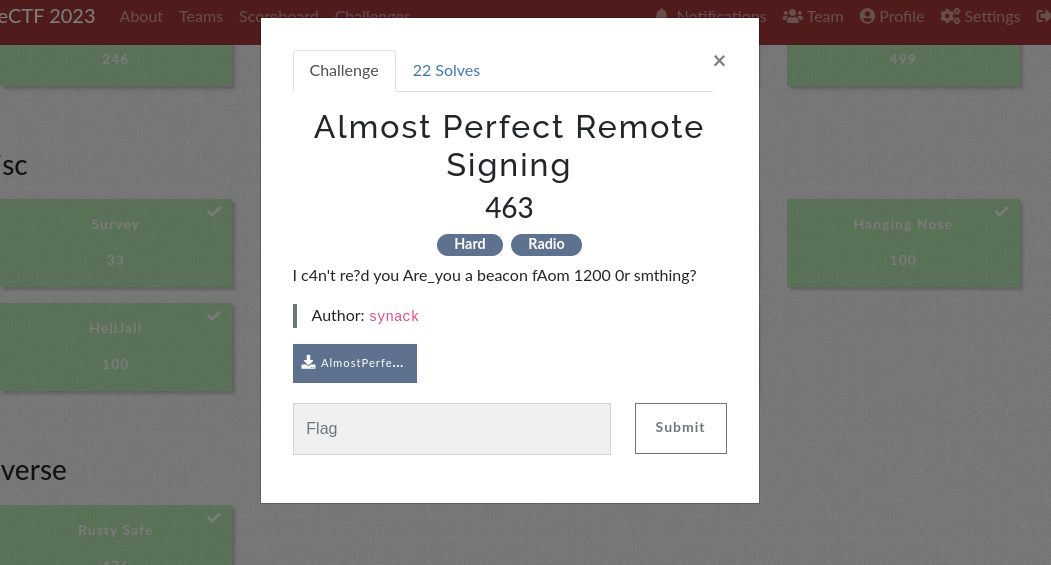 eCTF 2023 About Teams Scoreboard Challenges Notifications Team Profile Settings
246
499
Challenge 22 Solves ×
Almost Perfect Remote
Signing
463
Hard Radio
I c4n't re?d you Are_you a beacon fAom 1200 0r smthing?
Author: synack
AlmostPerfe...
Flag Submit
isc
Survey
33
Hanging Nose
100
HellJail
100
verse
Rusty Safe